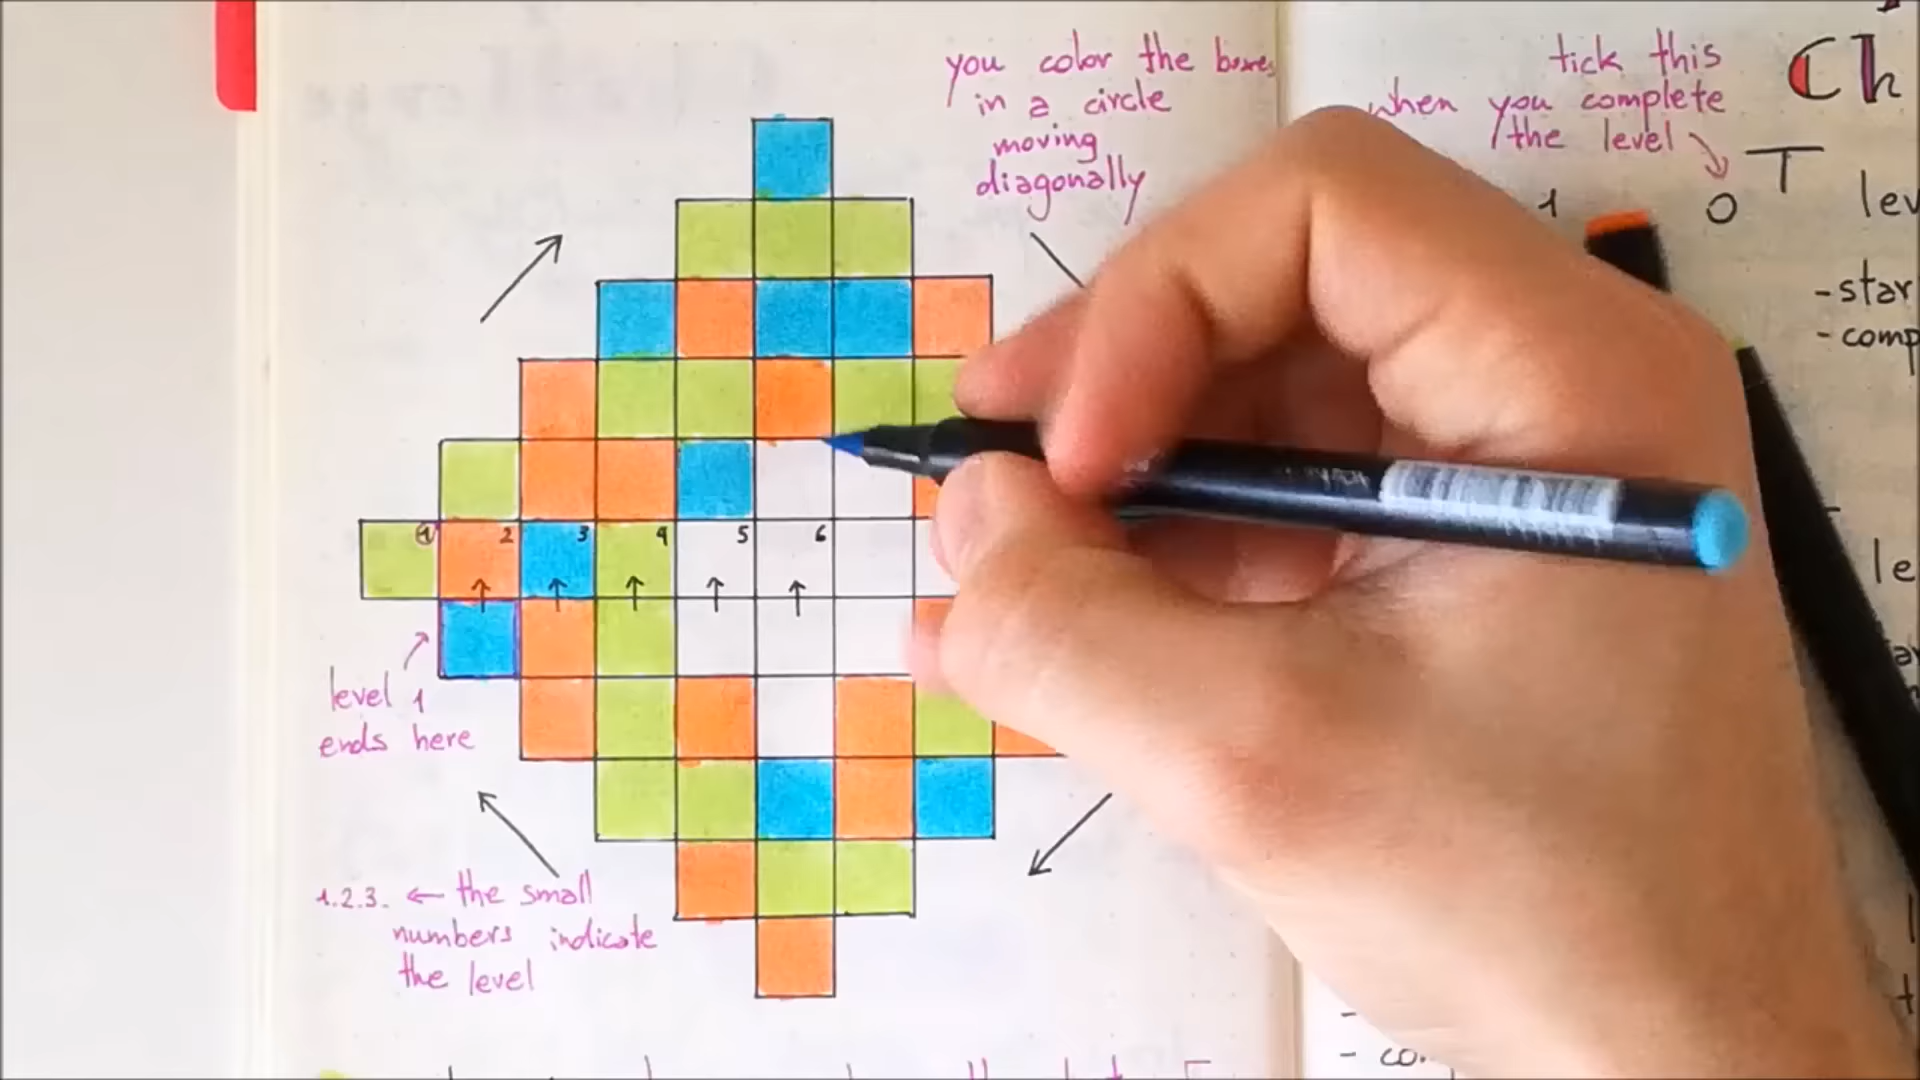 you color the boxes
in a circle
moving
diagonally
tick this
when you complete
the level
Ch
T
1 0
lev
- star
- comp
1 2 3 4 5 6
le
level 1
ends here
1.2.3. ← the small
numbers indicate
the level